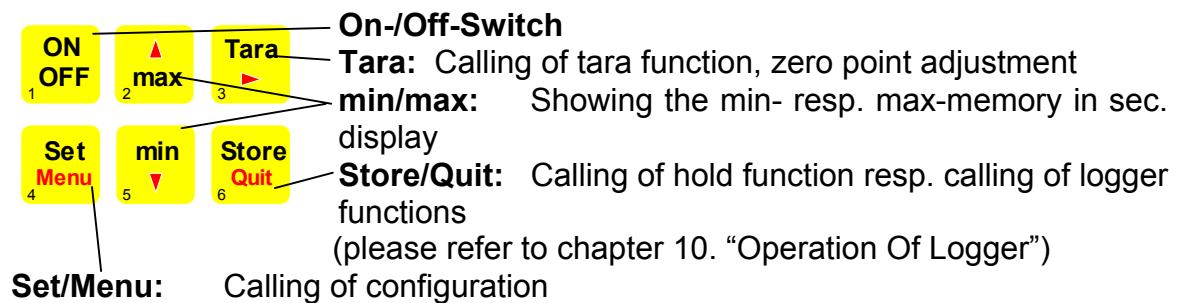 ON
OFF
1
max
2
Tara
3
Set
Menu
4
min
5
Store
Quit
6
On-/Off-Switch
Tara: Calling of tara function, zero point adjustment
min/max: Showing the min- resp. max-memory in sec.
display
Store/Quit: Calling of hold function resp. calling of logger
functions
(please refer to chapter 10. “Operation Of Logger”)
Set/Menu: Calling of configuration